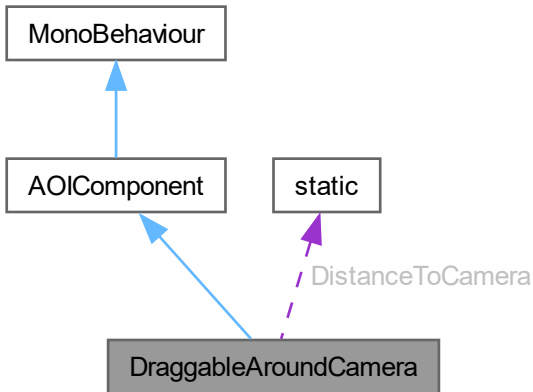 MonoBehaviour
AOIComponent
static
DistanceToCamera
DraggableAroundCamera